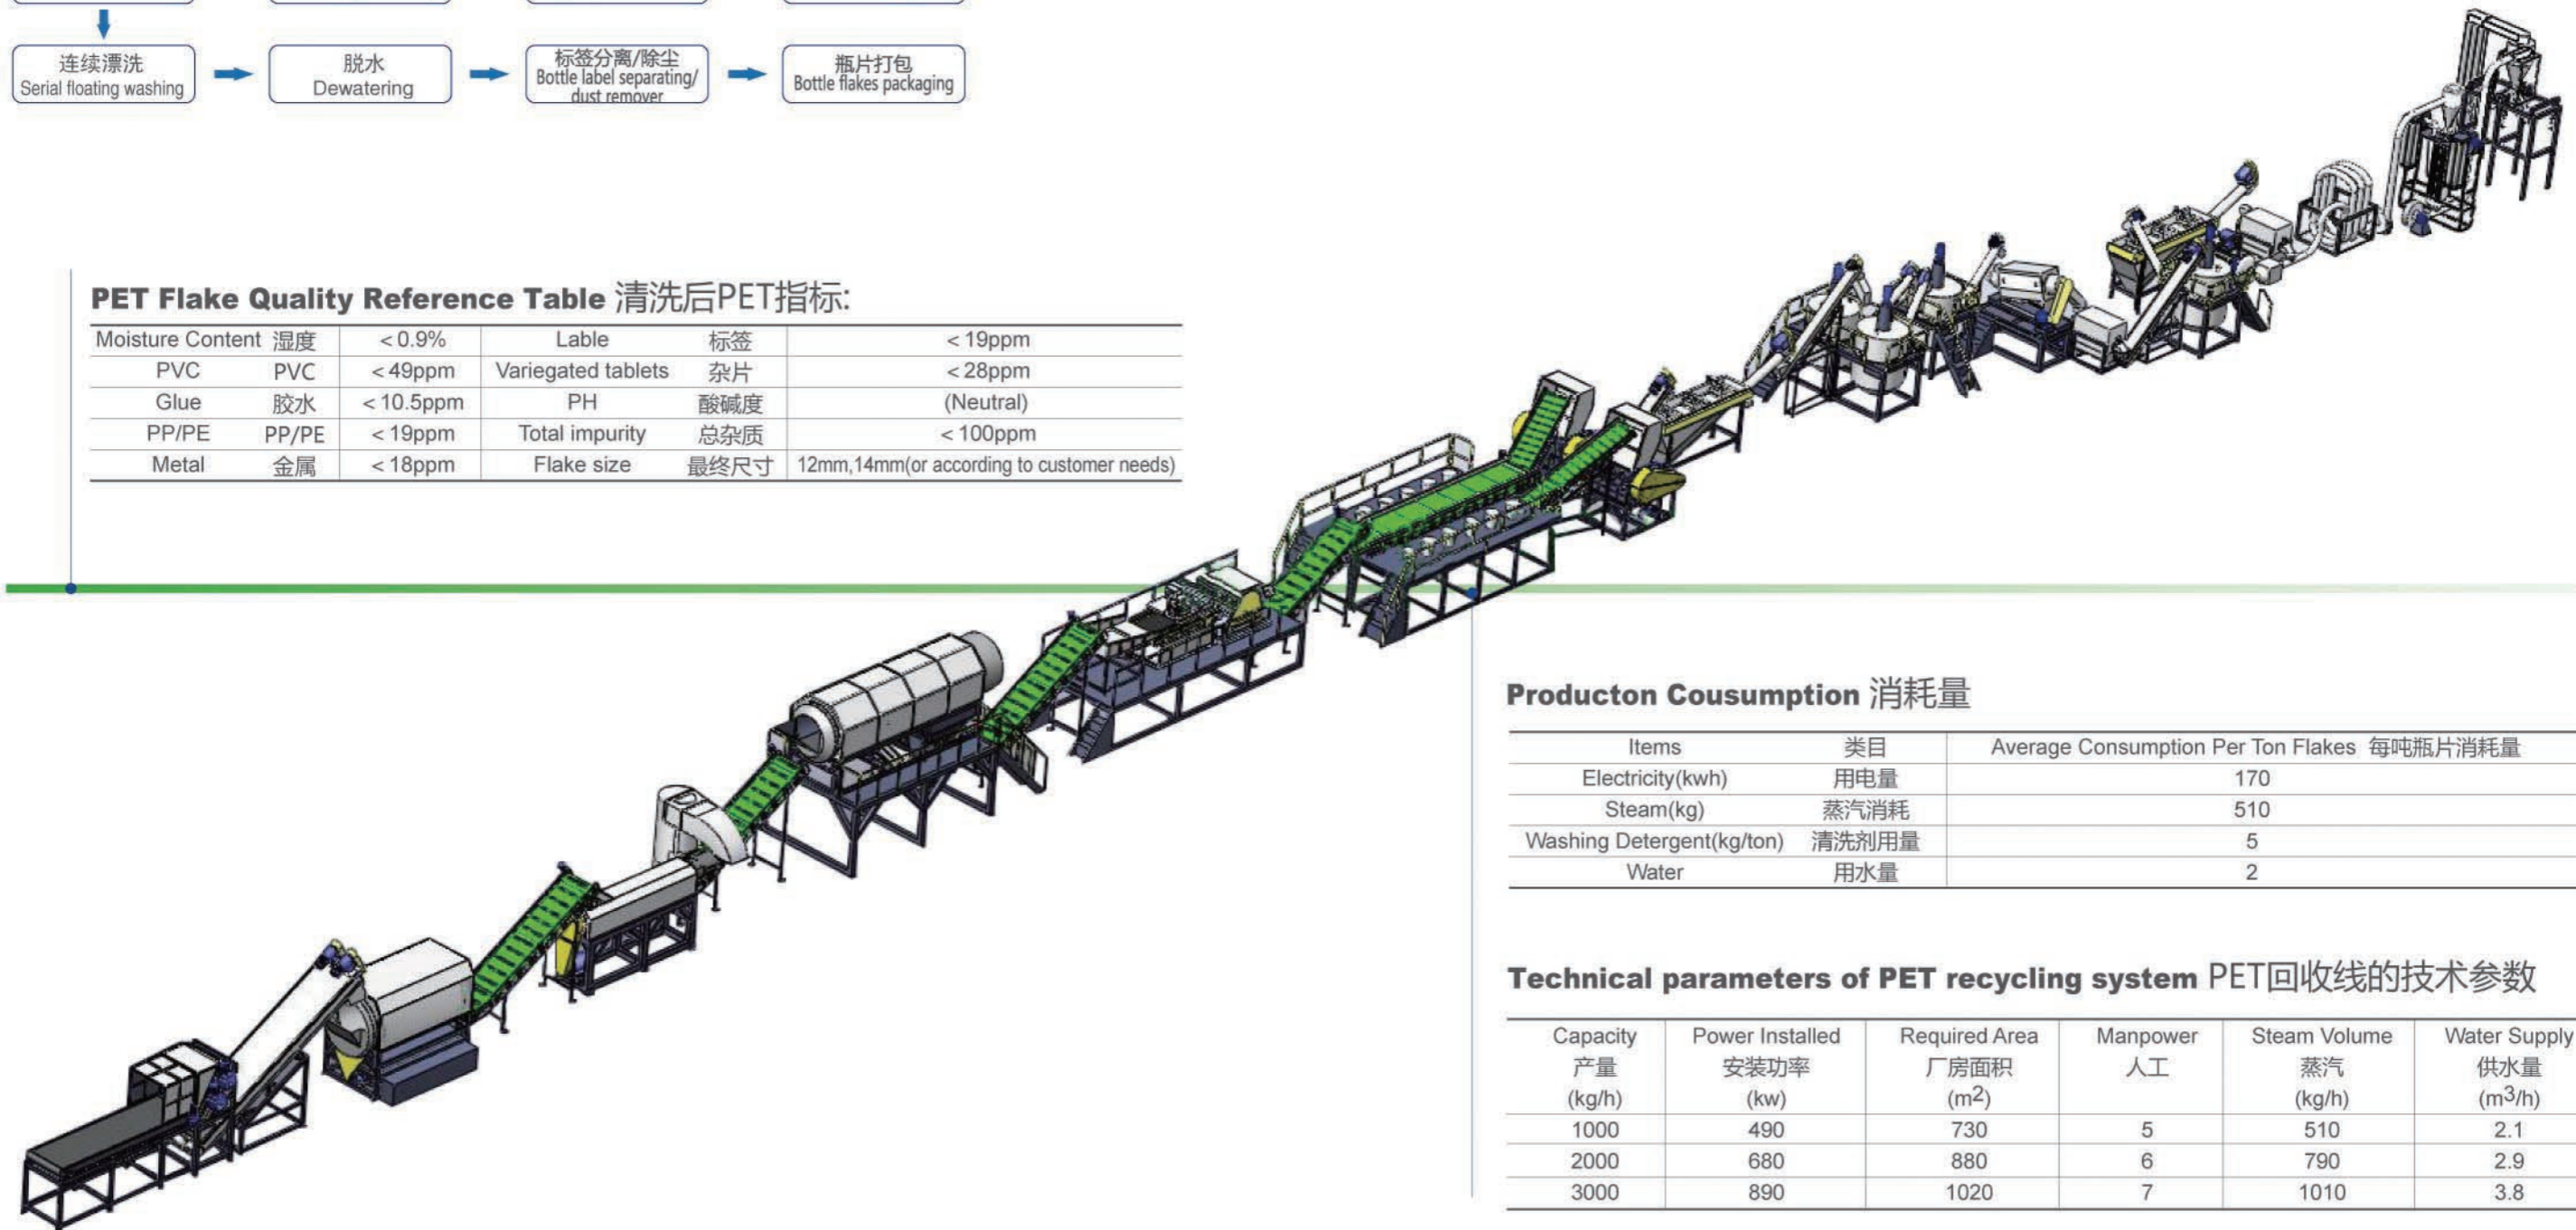 连续漂洗
Serial floating washing
脱水
Dewatering
标签分离/除尘
Bottle label separating/
dust remover
瓶片打包
Bottle flakes packaging
PET Flake Quality Reference Table 清洗后PET指标:
Moisture Content 湿度 <0.9% Lable 标签 <19ppm
PVC PVC <49ppm Variegated tablets 杂片 <28ppm
Glue 胶水 <10.5ppm PH 酸碱度 (Neutral)
PP/PE PP/PE <19ppm Total impurity 总杂质 <100ppm
Metal 金属 <18ppm Flake size 最终尺寸 12mm,14mm(or according to customer needs)
Producton Cousumption 消耗量
Items 类目 Average Consumption Per Ton Flakes 每吨瓶片消耗量
Electricity(kwh) 用电量 170
Steam(kg) 蒸汽消耗 510
Washing Detergent(kg/ton) 清洗剂用量 5
Water 用水量 2
Technical parameters of PET recycling system PET回收线的技术参数
Capacity Power Installed Required Area Manpower Steam Volume Water Supply
产量 安装功率 厂房面积 人工 蒸汽 供水量
(kg/h) (kw) (m2) (kg/h) (m3/h)
1000 490 730 5 510 2.1
2000 680 880 6 790 2.9
3000 890 1020 7 1010 3.8